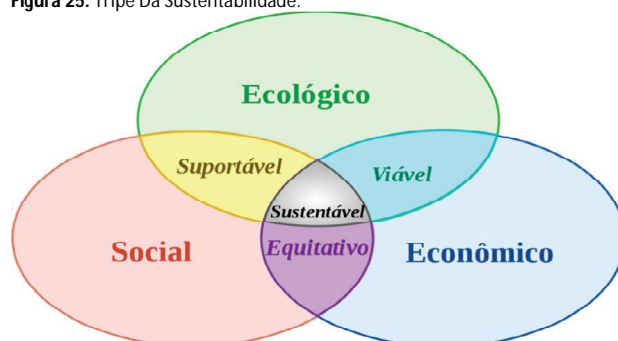 Figura 25. Tripé Da Sustentabilidade.
Ecológico
Suportável
Viável
Sustentável
Social
Equitativo
Econômico